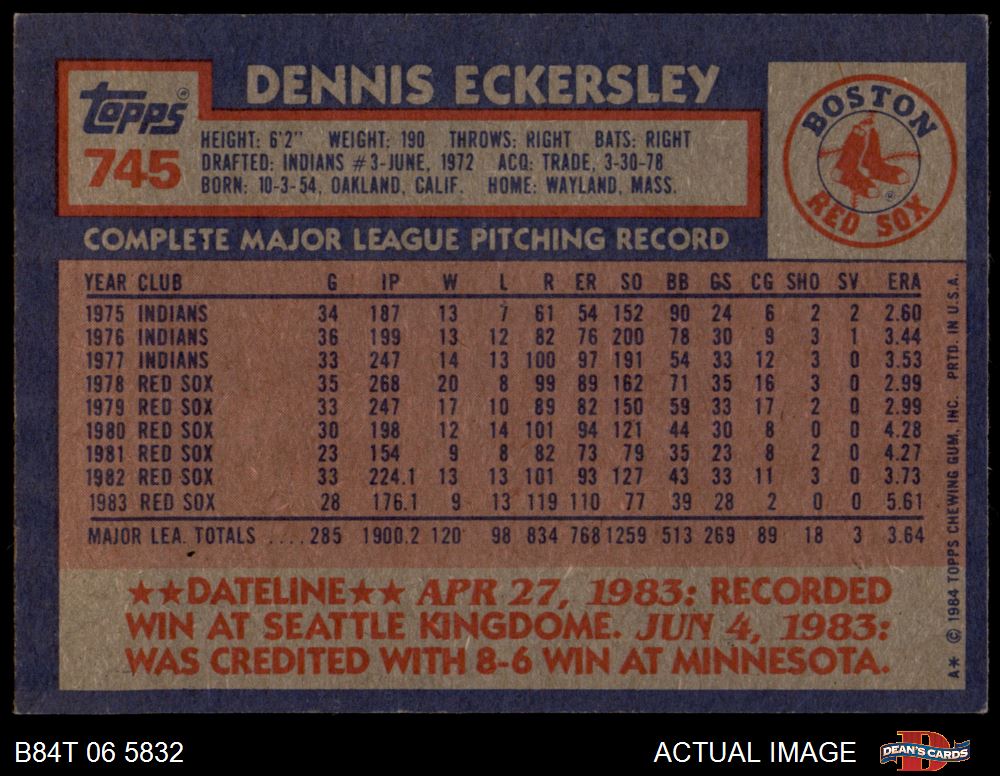 DENNIS ECKERSLEY
Topps®
745
HEIGHT: 6'2" WEIGHT: 190 THROWS: RIGHT BATS: RIGHT
DRAFTED: INDIANS #3-JUNE, 1972 ACQ: TRADE, 3-30-78
BORN: 10-3-54, OAKLAND, CALIF. HOME: WAYLAND, MASS.
BOSTON
RED SOX
COMPLETE MAJOR LEAGUE PITCHING RECORD
YEAR CLUB G IP W L R ER SO BB GS CG SHO SV ERA
1975 INDIANS 34 187 13 7 61 54 152 90 24 6 2 2 2.60
1976 INDIANS 36 199 13 12 82 76 200 78 30 9 3 1 3.44
1977 INDIANS 33 247 14 13 100 97 191 54 33 12 3 0 3.53
1978 RED SOX 35 268 20 8 99 89 162 71 35 16 3 0 2.99
1979 RED SOX 33 247 17 10 89 82 150 59 33 17 2 0 2.99
1980 RED SOX 30 198 12 14 101 94 121 44 30 8 0 0 4.28
1981 RED SOX 23 154 9 8 82 73 79 35 23 8 2 0 4.27
1982 RED SOX 33 224.1 13 13 101 93 127 43 33 11 3 0 3.73
1983 RED SOX 28 176.1 9 13 119 110 77 39 28 2 0 0 5.61
MAJOR LEA. TOTALS ....285 1900.2 120 98 834 768 1259 513 269 89 18 3 3.64
★★DATELINE★★ APR 27, 1983: RECORDED
WIN AT SEATTLE KINGDOME. JUN 4, 1983:
WAS CREDITED WITH 8-6 WIN AT MINNESOTA.
A* © 1984 TOPPS CHEWING GUM, INC. PRTD. IN U.S.A.
B84T 06 5832
ACTUAL IMAGE
DEAN'S CARDS